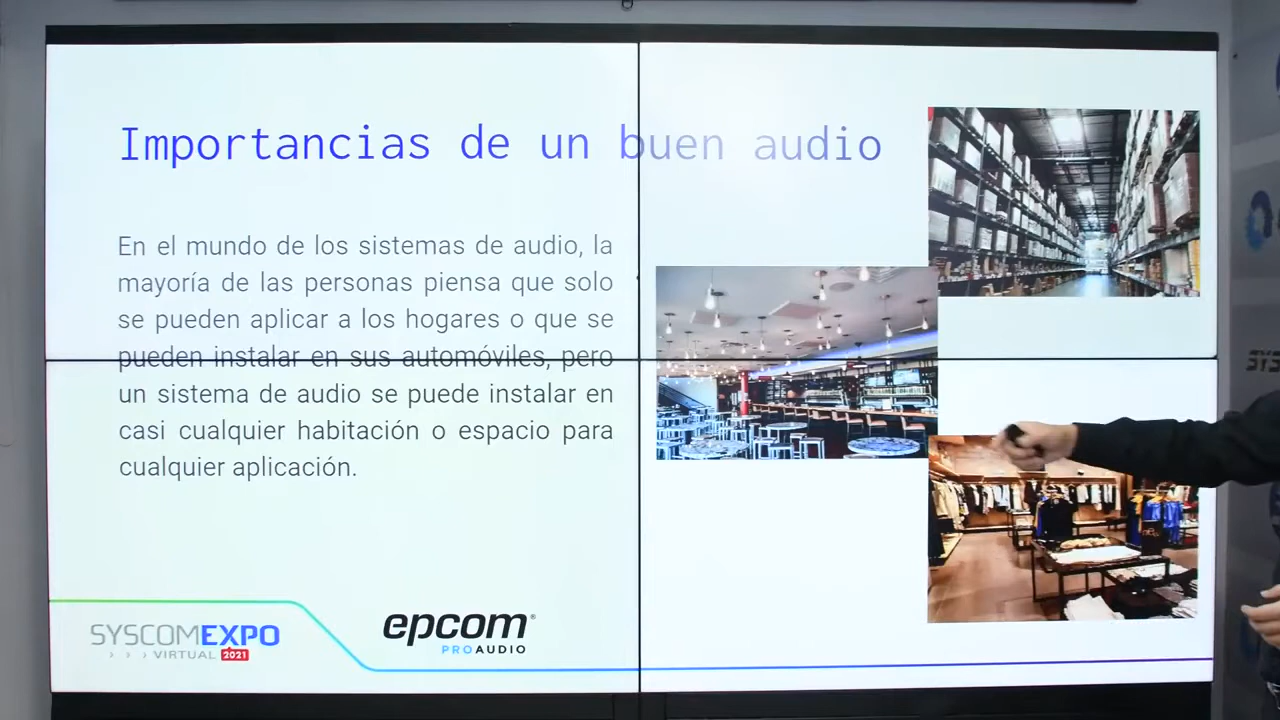 Importancias de un buen audio
En el mundo de los sistemas de audio, la
mayoría de las personas piensa que solo
se pueden aplicar a los hogares o que se
pueden instalar en sus automóviles, pero
un sistema de audio se puede instalar en
casi cualquier habitación o espacio para
cualquier aplicación.
SYSCOMEXPO
› › › VIRTUAL 2021
epcom®
PROAUDIO
SYS